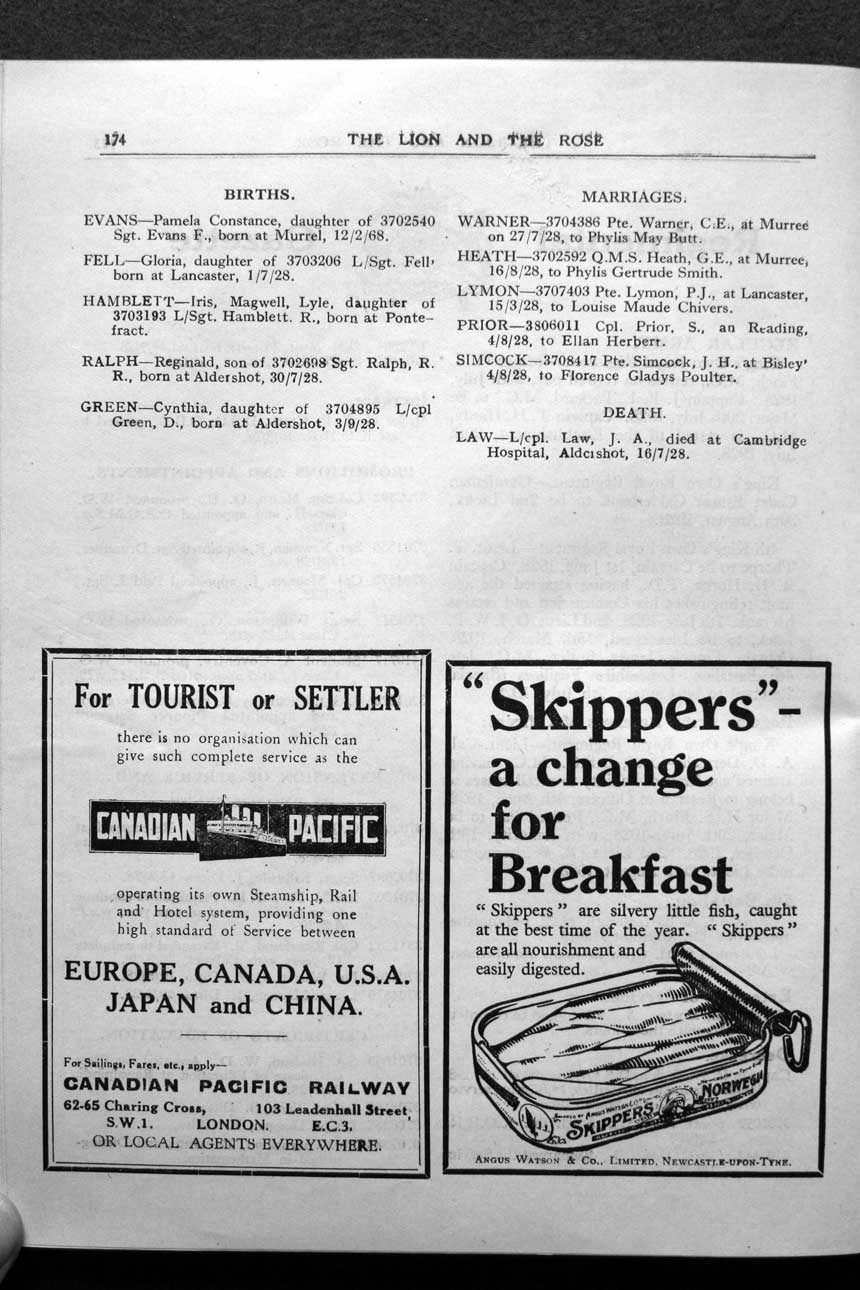 174
THE LION AND THE ROSE
BIRTHS.
EVANS—Pamela Constance, daughter of 3702540
Sgt. Evans F., born at Murrel, 12/2/68.
FELL—Gloria, daughter of 3703206 L/Sgt. Fell'
born at Lancaster, 1/7/28.
HAMBLETT—Iris, Magwell, Lyle, daughter of
3703193 L/Sgt. Hamblett. R., born at Ponte-
fract.
RALPH—Reginald, son of 3702698 Sgt. Ralph, R.
R., born at Aldershot, 30/7/28.
GREEN—Cynthia, daughter of 3704895 L/cpl
Green, D., born at Aldershot, 3/9/28.
MARRIAGES.
WARNER—3704386 Pte. Warner, C.E., at Murree
on 27/7/28, to Phylis May Butt.
HEATH—3702592 Q.M.S. Heath, G.E., at Murree,
16/8/28, to Phylis Gertrude Smith.
LYMON—3707403 Pte. Lymon, P.J., at Lancaster,
15/3/28, to Louise Maude Chivers.
PRIOR—3806011 Cpl. Prior, S., an Reading,
4/8/28, to Ellan Herbert.
SIMCOCK—3708417 Pte. Simcock, J. H., at Bisley'
4/8/28, to Florence Gladys Poulter.
DEATH.
LAW—L/cpl. Law, J. A., died at Cambridge
Hospital, Aldershot, 16/7/28.
For TOURIST or SETTLER
there is no organisation which can
give such complete service as the
CANADIAN PACIFIC
operating its own Steamship, Rail
and Hotel system, providing one
high standard of Service between
EUROPE, CANADA, U.S.A.
JAPAN and CHINA.
For Sailings, Fares, etc., apply—
CANADIAN PACIFIC RAILWAY
62-65 Charing Cross, 103 Leadenhall Street,
S.W.1. LONDON. E.C.3.
OR LOCAL AGENTS EVERYWHERE.
"Skippers"-
a change
for
Breakfast
"Skippers" are silvery little fish, caught
at the best time of the year. "Skippers"
are all nourishment and
easily digested.
SKIPPERS
NORWEGIA
ANGUS WATSON & CO., LIMITED, NEWCASTLE-UPON-TYNE.